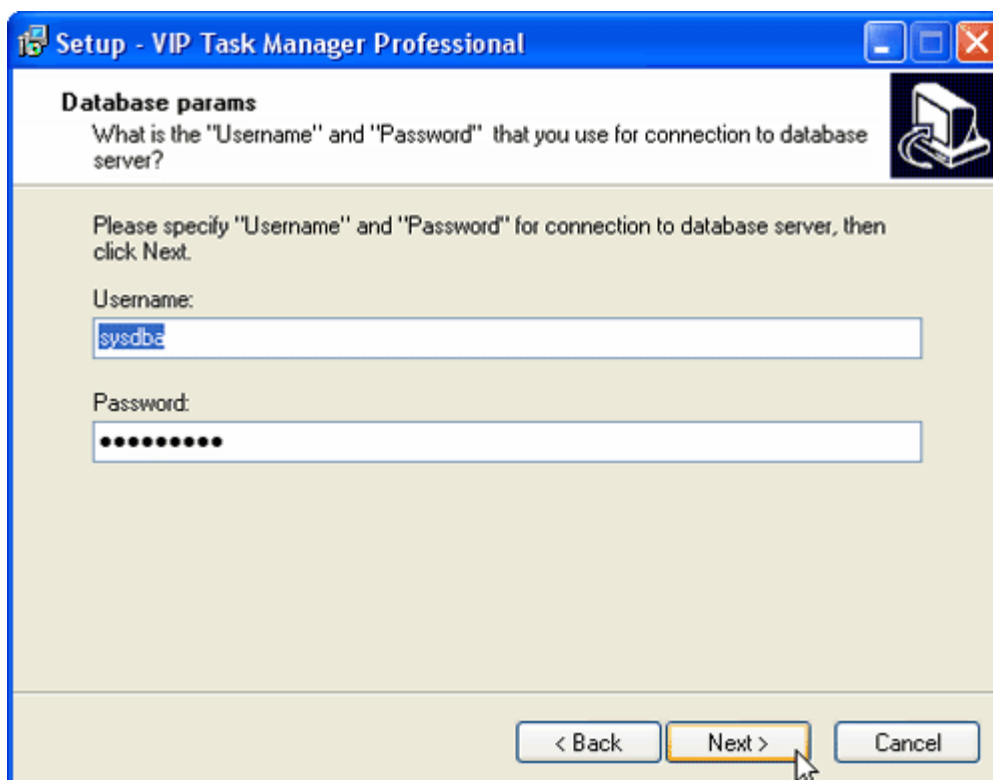 Setup - VIP Task Manager Professional
Database params
What is the "Username" and "Password" that you use for connection to database
server?
Please specify "Username" and "Password" for connection to database server, then
click Next.
Username:
sysdba
Password:
●●●●●●●●●
< Back Next > Cancel